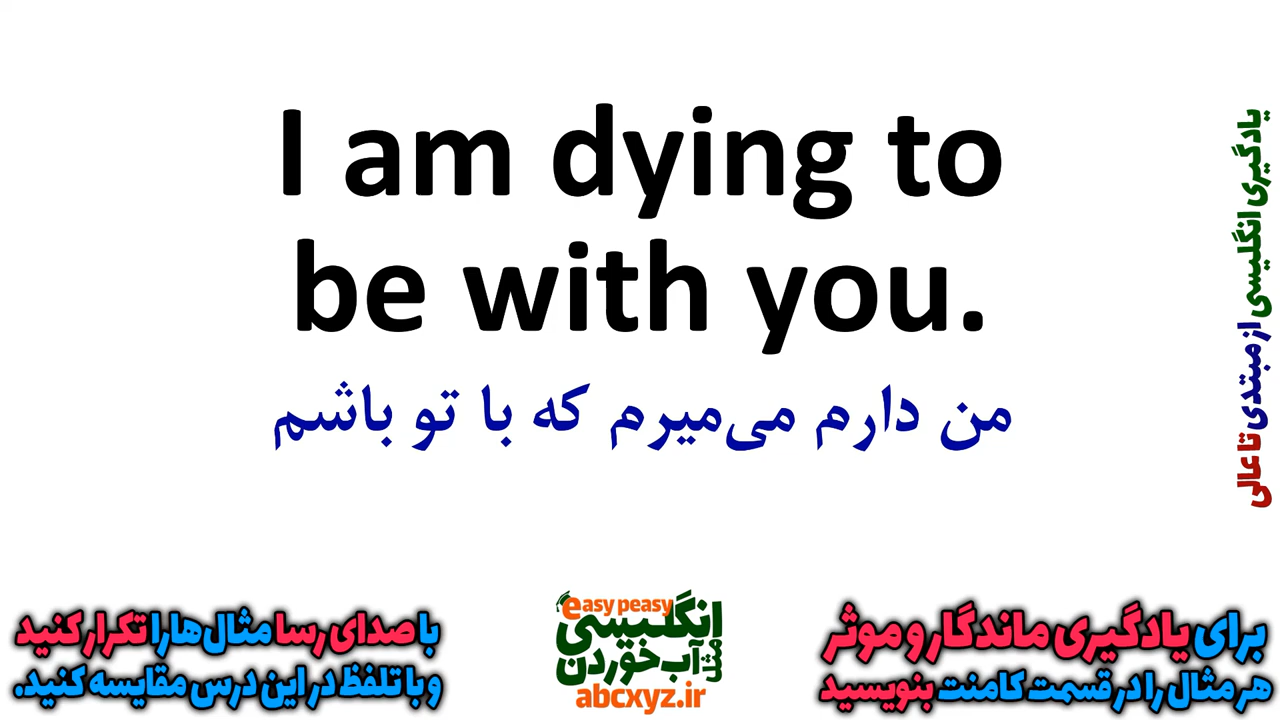 I am dying to
be with you.
من دارم می‌میرم که با تو باشم
یادگیری انگلیسی از مبتدی تا عالی
برای یادگیری ماندگار و موثر
هر مثال را در قسمت کامنت بنویسید
easy peasy
انگلیسی
مثل
آب خوردن
abcxyz.ir
با صدای رسا مثال‌ها را تکرار کنید
و با تلفظ در این درس مقایسه کنید.